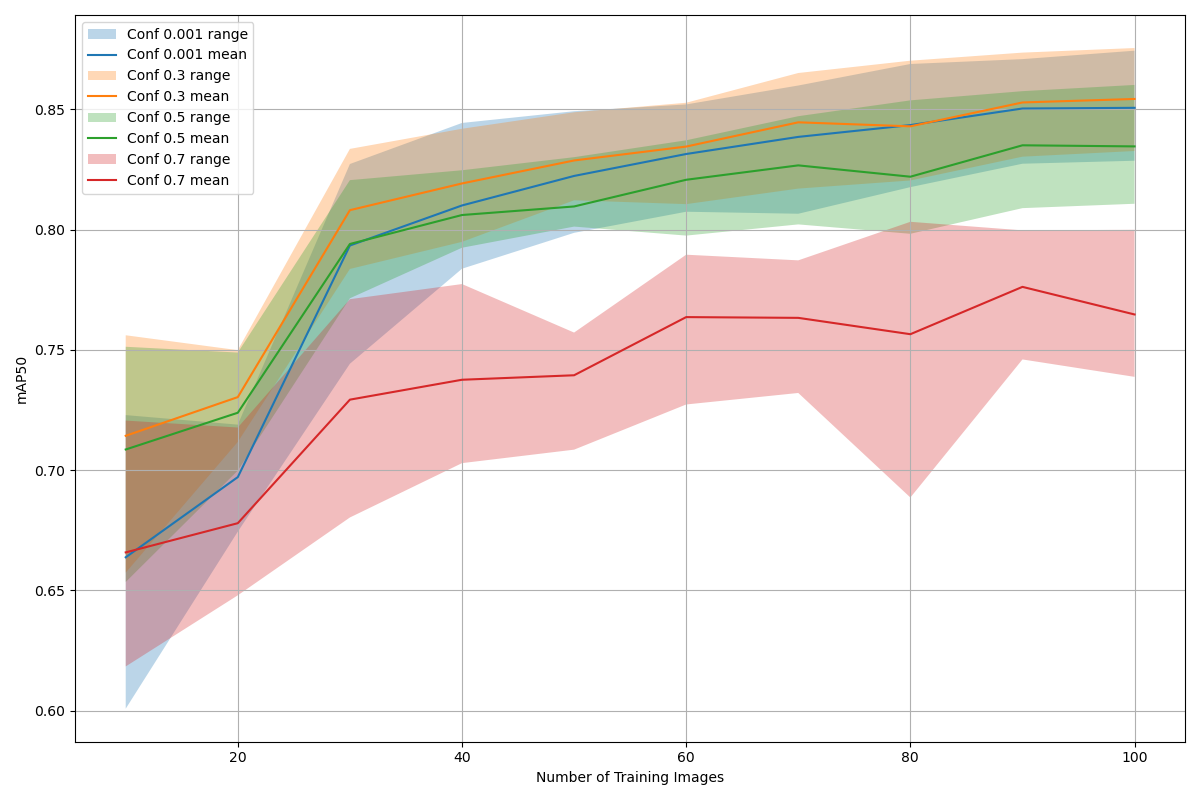 Conf 0.001 range
Conf 0.001 mean
Conf 0.3 range
Conf 0.3 mean
Conf 0.5 range
Conf 0.5 mean
Conf 0.7 range
Conf 0.7 mean
0.85
0.80
0.75
0.70
0.65
0.60
mAP50
20 40 60 80 100
Number of Training Images